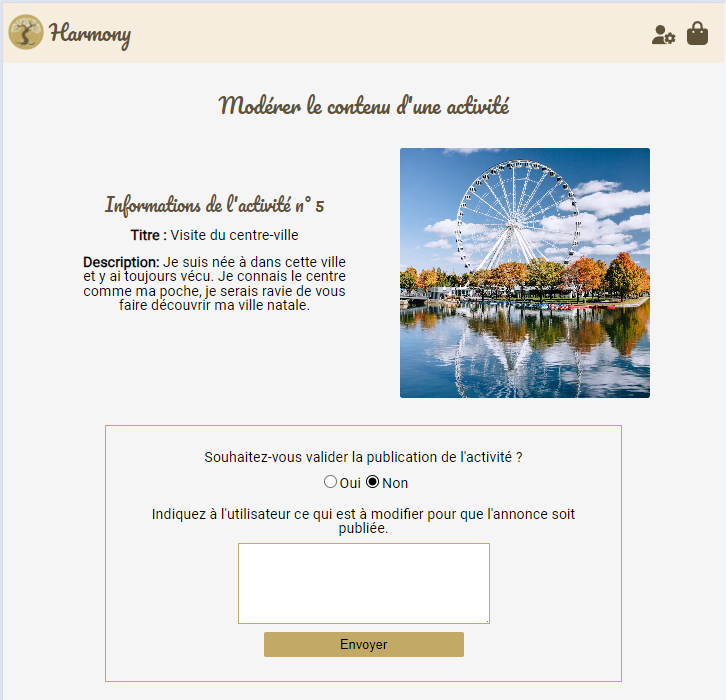 Harmony
Modérer le contenu d'une activité
Informations de l'activité n° 5
Titre : Visite du centre-ville
Description: Je suis née à dans cette ville
et y ai toujours vécu. Je connais le centre
comme ma poche, je serais ravie de vous
faire découvrir ma ville natale.
Souhaitez-vous valider la publication de l'activité ?
Oui Non
Indiquez à l'utilisateur ce qui est à modifier pour que l'annonce soit
publiée.
Envoyer